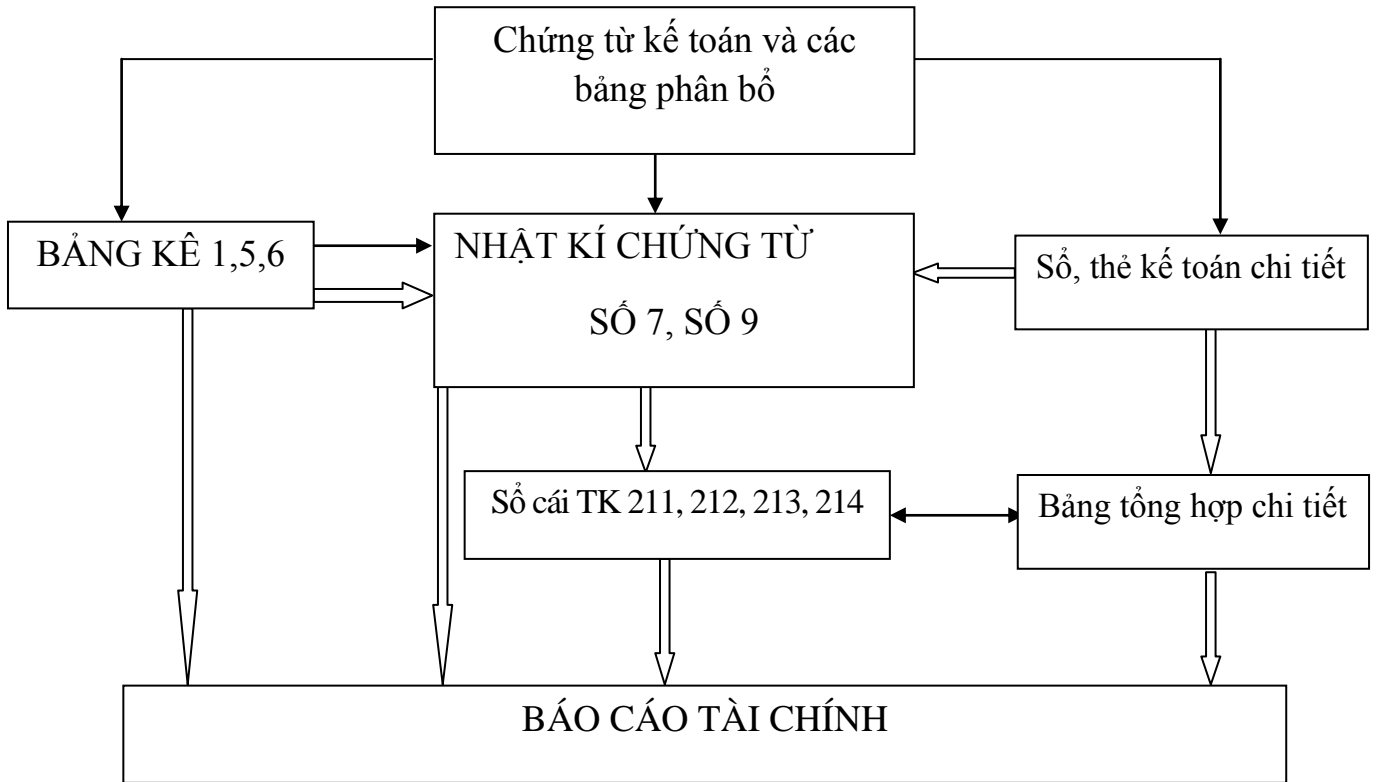 Chứng từ kế toán và các
bảng phân bổ
BẢNG KÊ 1,5,6
NHẬT KÍ CHỨNG TỪ
SỐ 7, SỐ 9
Sổ, thẻ kế toán chi tiết
Sổ cái TK 211, 212, 213, 214
Bảng tổng hợp chi tiết
BÁO CÁO TÀI CHÍNH